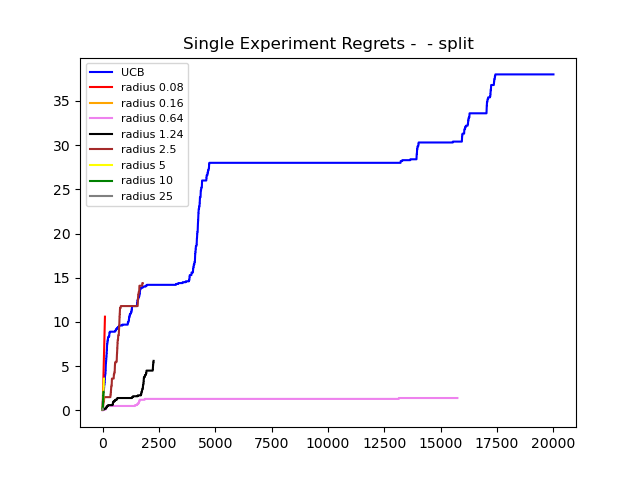 Single Experiment Regrets -  - split
UCB
radius 0.08
radius 0.16
radius 0.64
radius 1.24
radius 2.5
radius 5
radius 10
radius 25
35
30
25
20
15
10
5
0
0 2500 5000 7500 10000 12500 15000 17500 20000